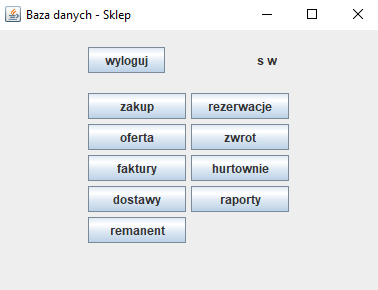 Baza danych - Sklep
wyloguj s w
zakup rezerwacje
oferta zwrot
faktury hurtownie
dostawy raporty
remanent